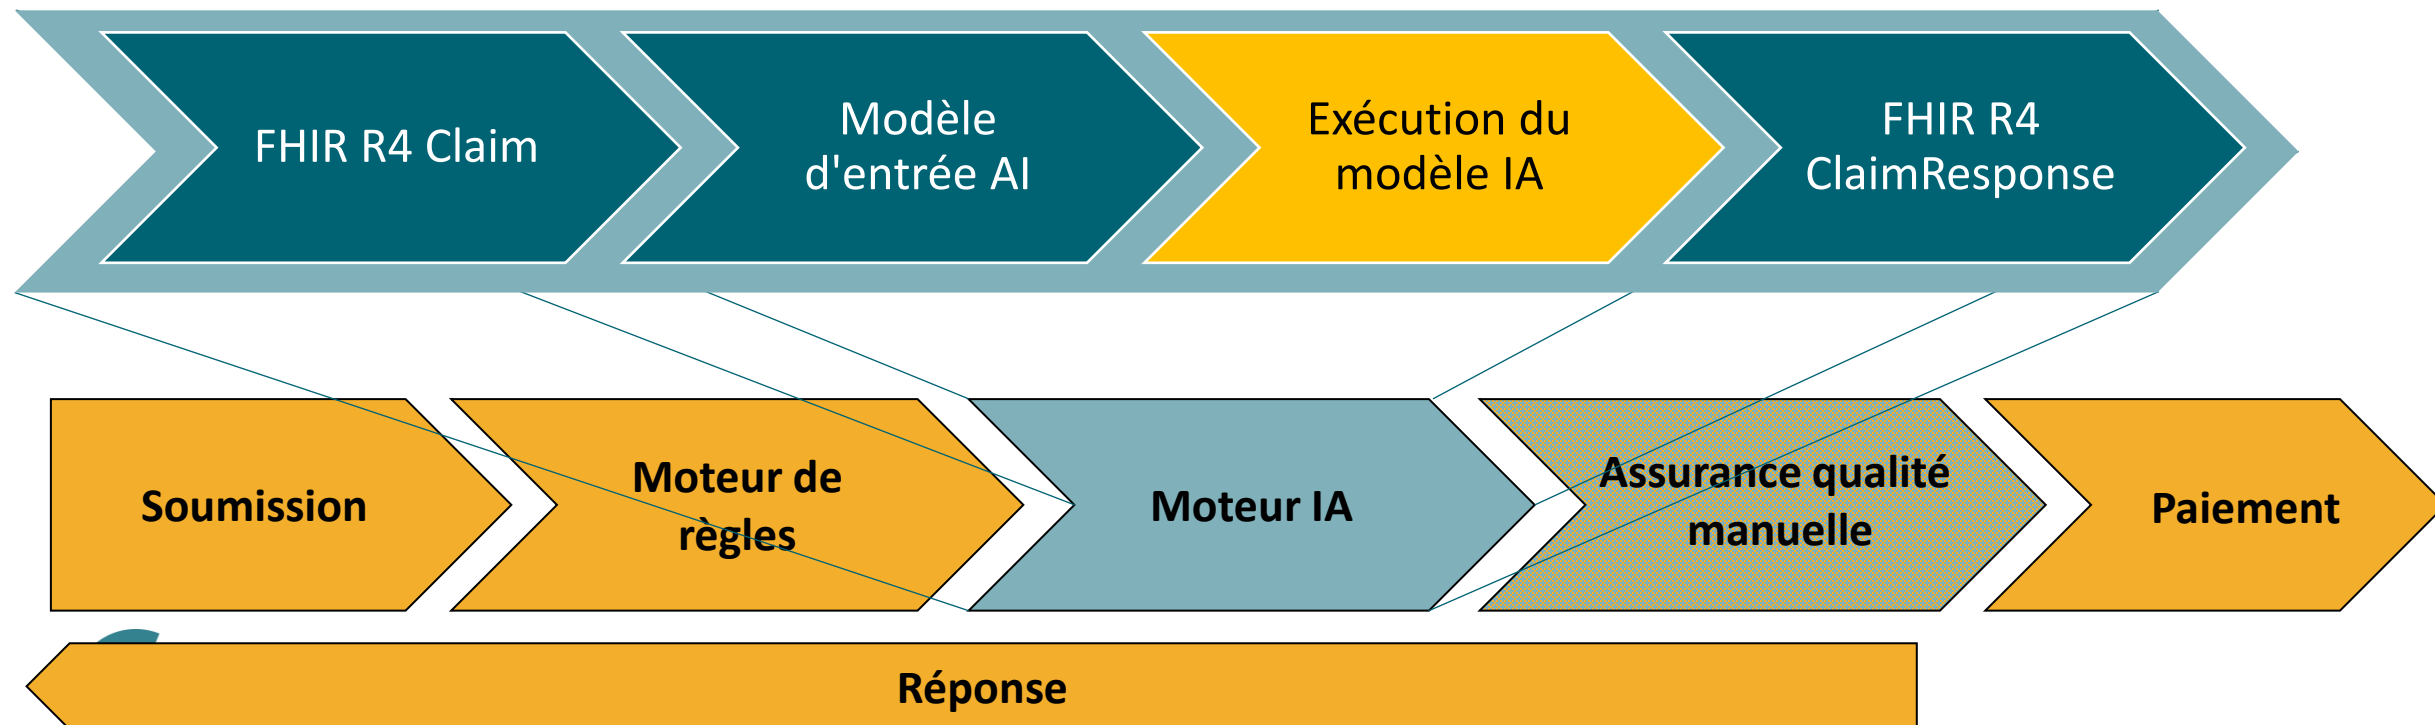 FHIR R4 Claim
Modèle
d'entrée AI
Exécution du
modèle IA
FHIR R4
ClaimResponse
Soumission
Moteur de
règles
Moteur IA
Assurance qualité
manuelle
Paiement
Réponse